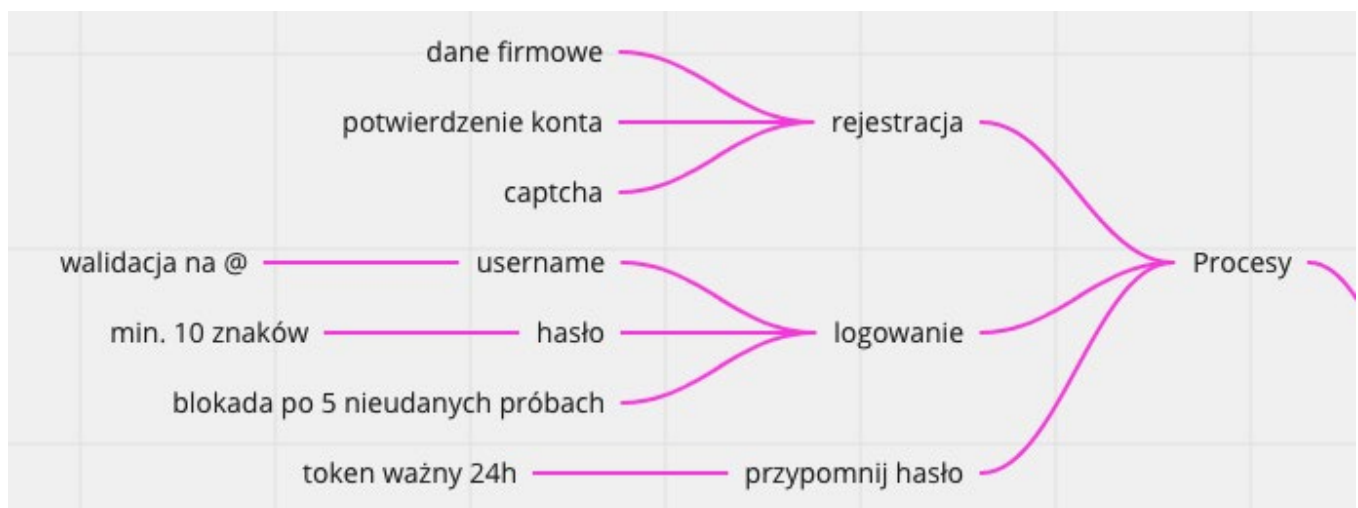 dane firmowe
potwierdzenie konta
rejestracja
captcha
walidacja na @
username
Procesy
min. 10 znaków
hasło
logowanie
blokada po 5 nieudanych próbach
token ważny 24h
przypomnij hasło